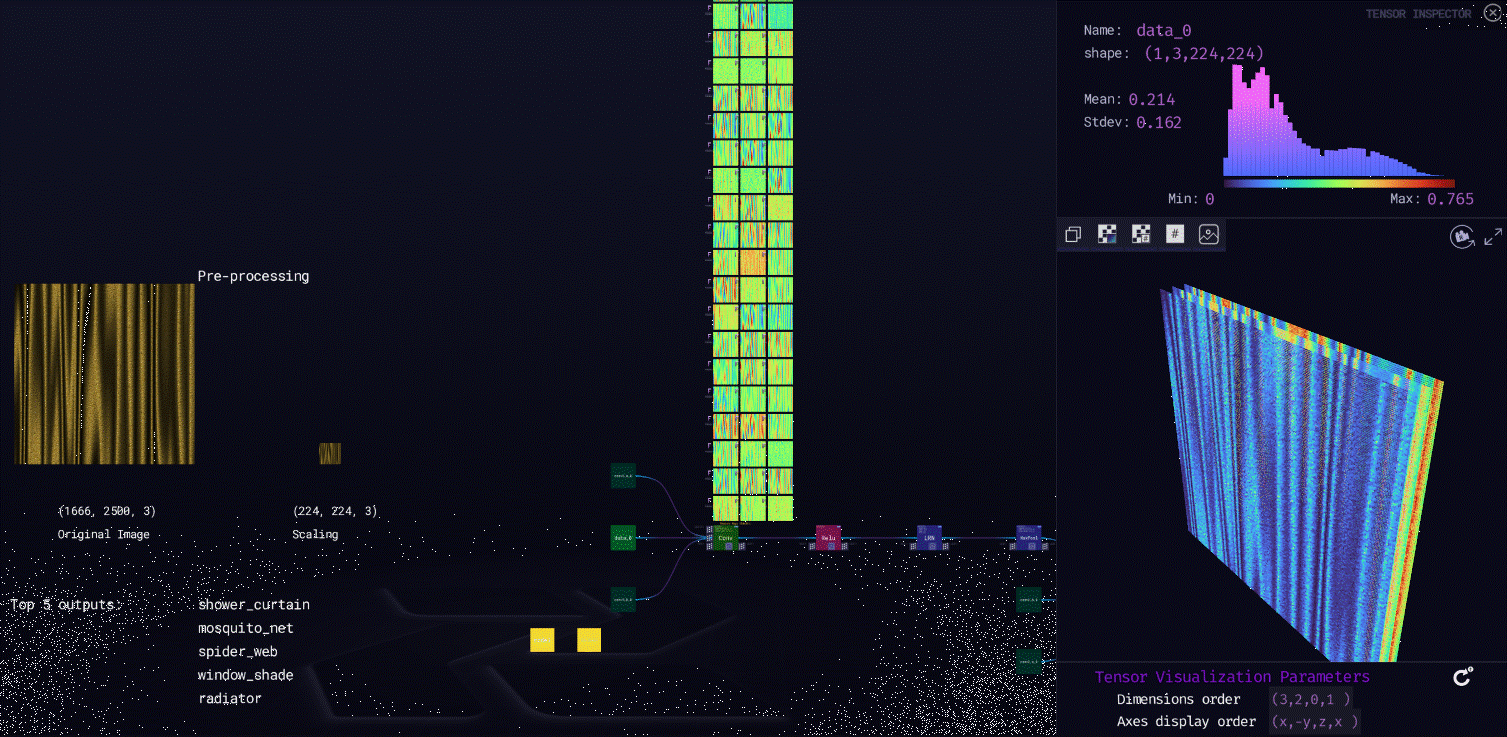 TENSOR INSPECTOR
Name: data_0
shape: (1,3,224,224)
Mean: 0.214
Stdev: 0.162
Min: 0
Max: 0.765
#
Pre-processing
(1666, 2500, 3)
Original Image
(224, 224, 3)
Scaling
data_0
Conv
Relu
LRN
MaxPool
Top 5 outputs:
shower_curtain
mosquito_net
spider_web
window_shade
radiator
Tensor Visualization Parameters
Dimensions order (3,2,0,1 )
Axes display order (x,-y,z,x )